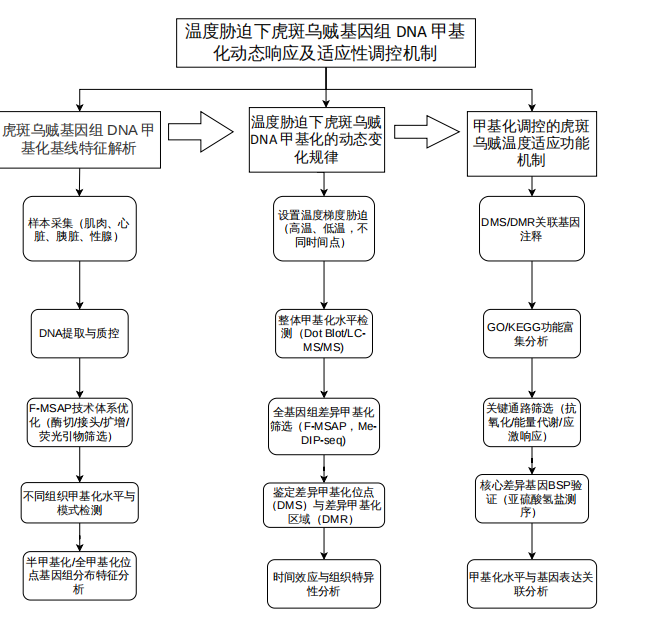 温度胁迫下虎斑乌贼基因组 DNA 甲基
化动态响应及适应性调控机制
虎斑乌贼基因组 DNA 甲
基化基线特征解析
样本采集（肌肉、心
脏、胰脏、性腺）
DNA提取与质控
F-MSAP技术体系优
化（酶切/接头/扩增/
荧光引物筛选）
不同组织甲基化水平与
模式检测
半甲基化/全甲基化位
点基因组分布特征分
析
温度胁迫下虎斑乌贼
DNA 甲基化的动态变
化规律
设置温度梯度胁迫
（高温、低温，不
同时间点）
整体甲基化水平检
测（Dot Blot/LC-
MS/MS)
全基因组差异甲基化
筛选（F-MSAP，Me-
DIP-seq)
鉴定差异甲基化位点
（DMS）与差异甲基化
区域（DMR）
时间效应与组织特异
性分析
甲基化调控的虎斑
乌贼温度适应功能
机制
DMS/DMR关联基因
注释
GO/KEGG功能富
集分析
关键通路筛选（抗
氧化/能量代谢/应
激响应）
核心差异基因BSP验
证（亚硫酸氢盐测
序）
甲基化水平与基因表达关
联分析